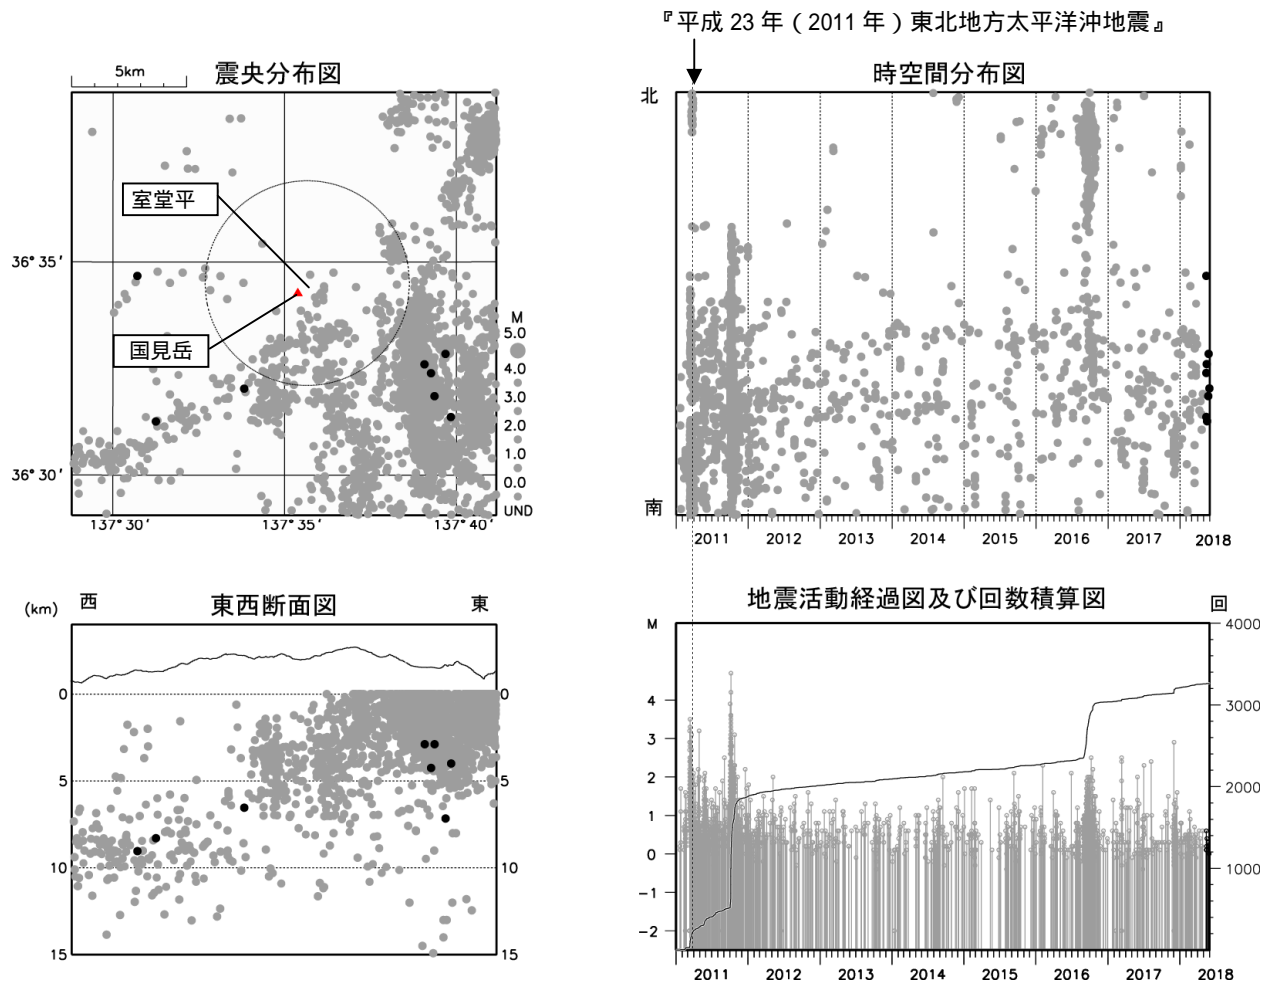 『平成 23 年（2011 年）東北地方太平洋沖地震』
5km
震央分布図
時空間分布図
北
室堂平
36° 35′
国見岳
M
5.0
4.0
3.0
2.0
1.0
0.0
UND
36° 30′
南
137° 30′ 137° 35′ 137° 40′
2011 2012 2013 2014 2015 2016 2017 2018
(km) 西 東西断面図 東
0 0
5 5
10 10
15 15
地震活動経過図及び回数積算図
M 回
4 3 2 1 0 -1 -2
4000 3000 2000 1000
2011 2012 2013 2014 2015 2016 2017 2018